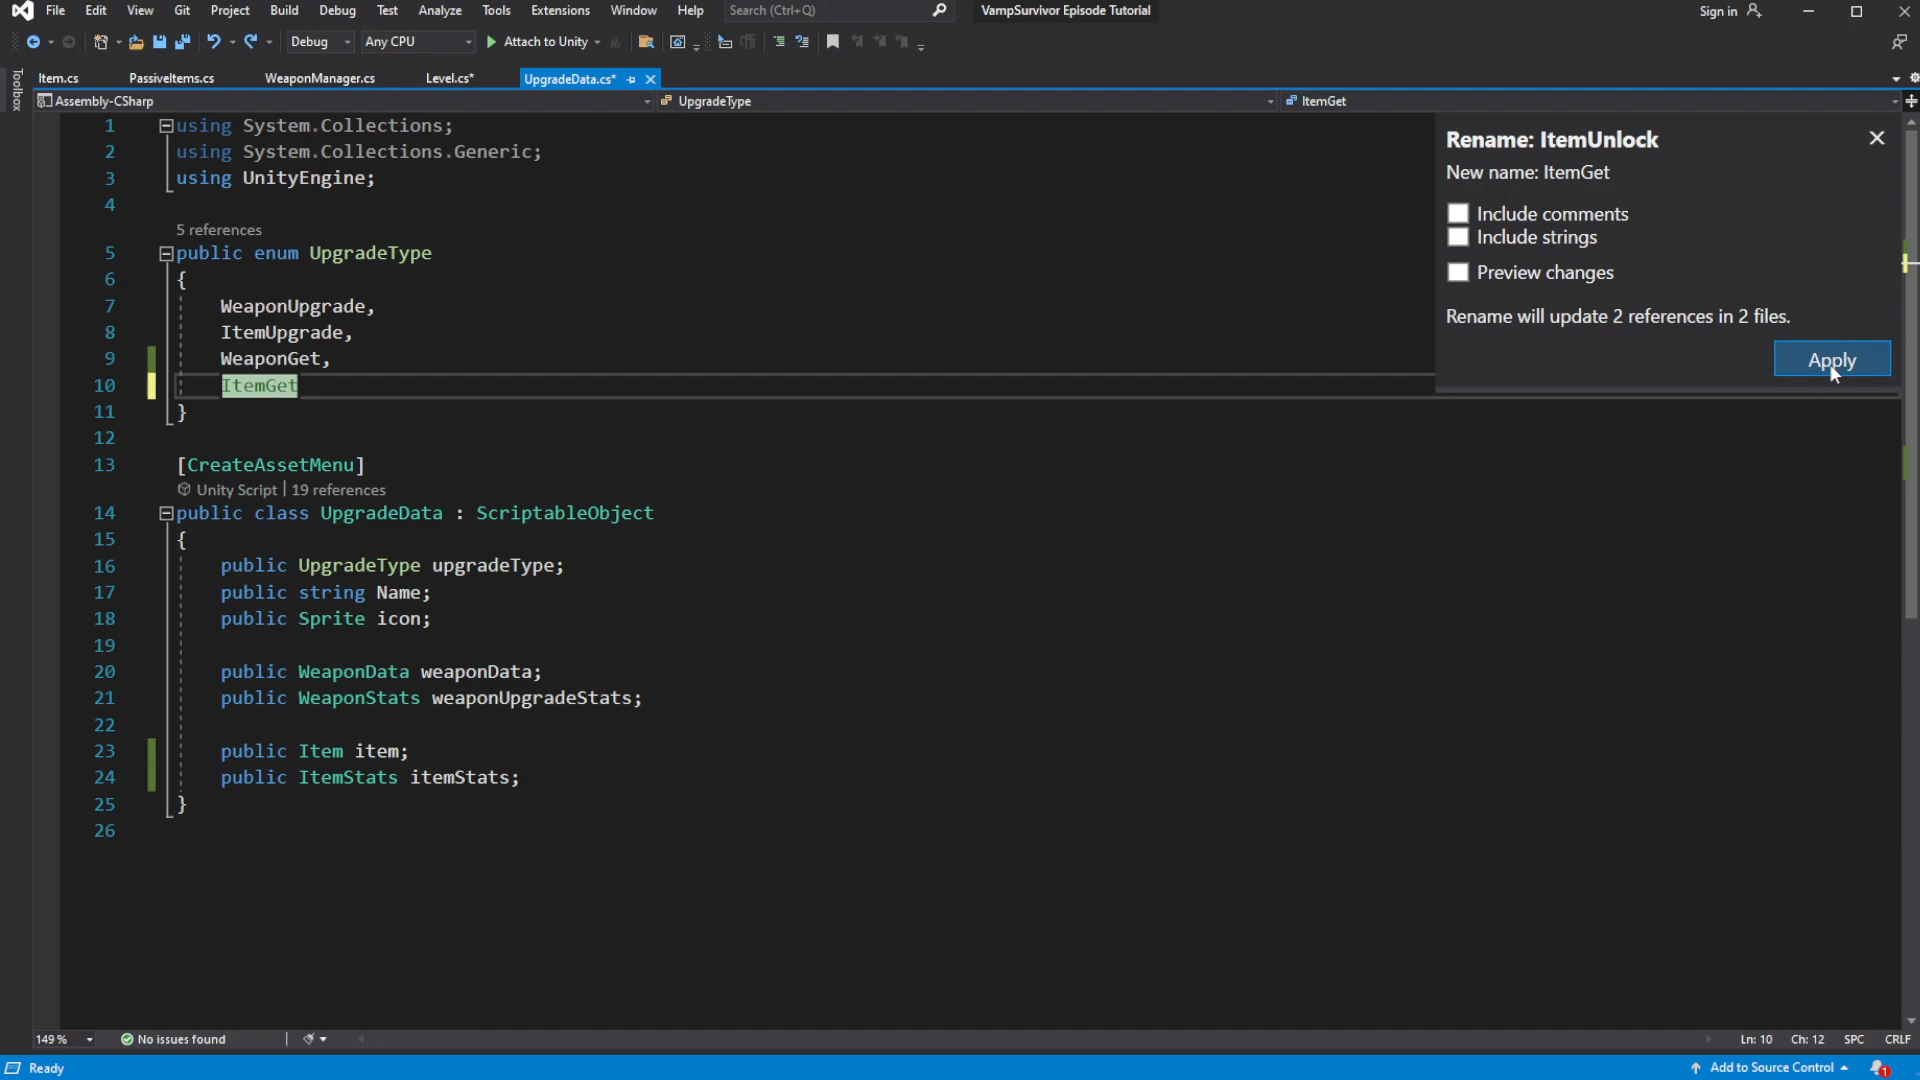 File Edit View Git Project Build Debug Test Analyze Tools Extensions Window Help Search (Ctrl+Q) VampSurvivor Episode Tutorial Sign in
Debug Any CPU Attach to Unity
Toolbox
Item.cs PassiveItems.cs WeaponManager.cs Level.cs* UpgradeData.cs*
Assembly-CSharp UpgradeType ItemGet
1 using System.Collections;
2 using System.Collections.Generic;
3 using UnityEngine;
4
5 references
5 public enum UpgradeType
6 {
7 WeaponUpgrade,
8 ItemUpgrade,
9 WeaponGet,
10 ItemGet
11 }
12
13 [CreateAssetMenu]
Unity Script | 19 references
14 public class UpgradeData : ScriptableObject
15 {
16 public UpgradeType upgradeType;
17 public string Name;
18 public Sprite icon;
19
20 public WeaponData weaponData;
21 public WeaponStats weaponUpgradeStats;
22
23 public Item item;
24 public ItemStats itemStats;
25 }
26
Rename: ItemUnlock
New name: ItemGet
Include comments
Include strings
Preview changes
Rename will update 2 references in 2 files.
Apply
149 % No issues found Ln: 10 Ch: 12 SPC CRLF
Ready Add to Source Control 1